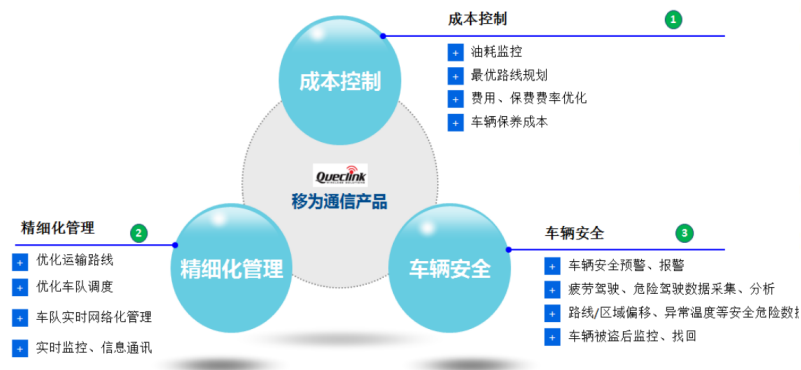 成本控制
1
油耗监控
最优路线规划
费用、保费费率优化
车辆保养成本
成本控制
Queclink
移为通信产品
精细化管理
2
优化运输路线
优化车队调度
车队实时网络化管理
实时监控、信息通讯
精细化管理
车辆安全
车辆安全
3
车辆安全预警、报警
疲劳驾驶、危险驾驶数据采集、分析
路线/区域偏移、异常温度等安全危险数据
车辆被盗后监控、找回